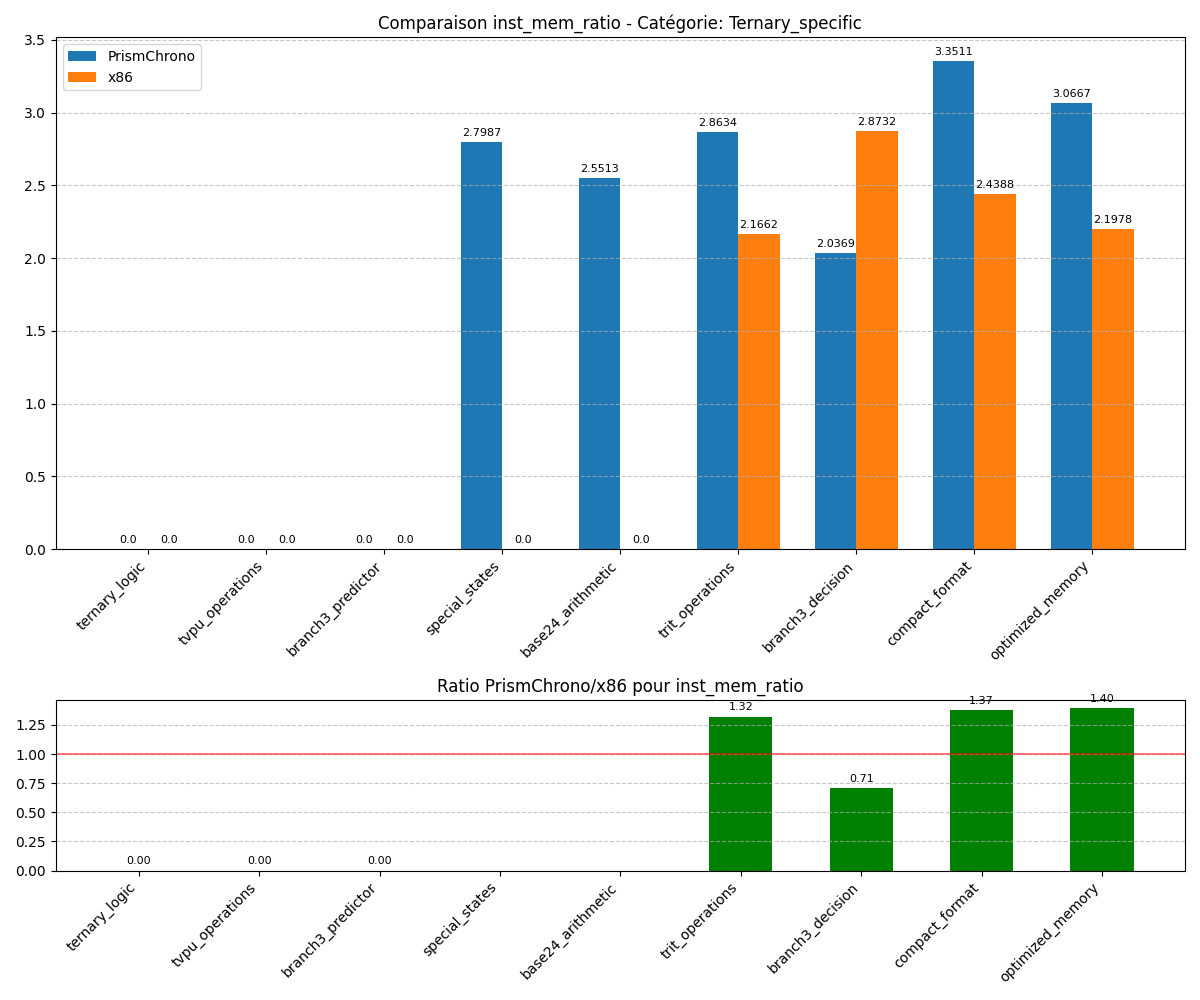 Comparaison inst_mem_ratio - Catégorie: Ternary_specific
3.5
3.0
2.5
2.0
1.5
1.0
0.5
0.0
PrismChrono
x86
0.0
0.0
0.0
0.0
0.0
0.0
2.7987
0.0
2.5513
0.0
2.8634
2.1662
2.0369
2.8732
3.3511
2.4388
3.0667
2.1978
ternary_logic
tvpu_operations
branch3_predictor
special_states
base24_arithmetic
trit_operations
branch3_decision
compact_format
optimized_memory
Ratio PrismChrono/x86 pour inst_mem_ratio
1.25
1.00
0.75
0.50
0.25
0.00
0.00
0.00
0.00
1.32
0.71
1.37
1.40
ternary_logic
tvpu_operations
branch3_predictor
special_states
base24_arithmetic
trit_operations
branch3_decision
compact_format
optimized_memory